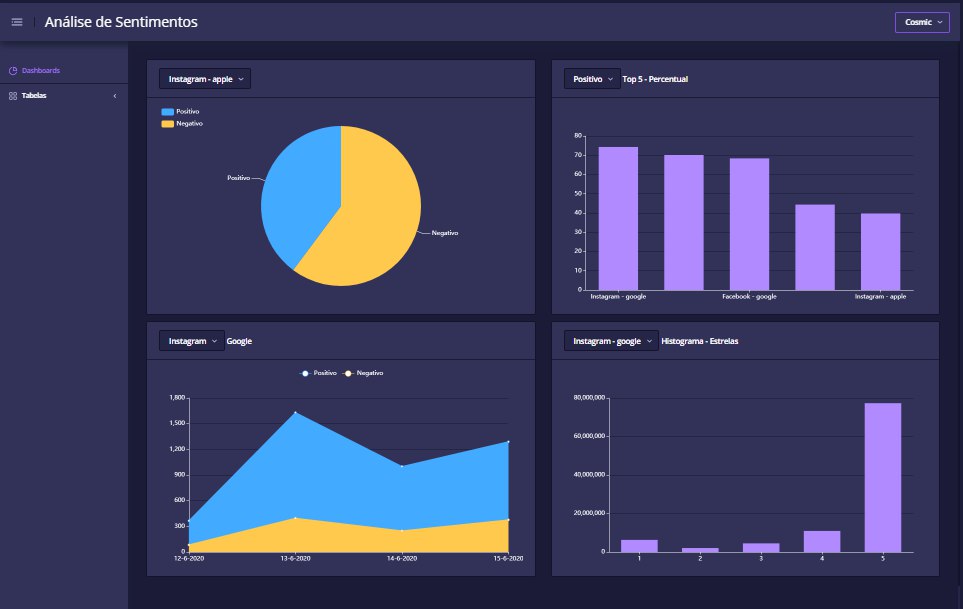 Análise de Sentimentos
Cosmic
Dashboards
Tabelas
Instagram - apple
Positivo
Negativo
Positivo
Negativo
Positivo Top 5 - Percentual
80
70
60
50
40
30
20
10
0
Instagram - google Facebook - google Instagram - apple
Instagram Google
Positivo Negativo
1,800
1,500
1,200
900
600
300
0
12-6-2020 13-6-2020 14-6-2020 15-6-2020
Instagram - google Histograma - Estrelas
80,000,000
60,000,000
40,000,000
20,000,000
0
1 2 3 4 5